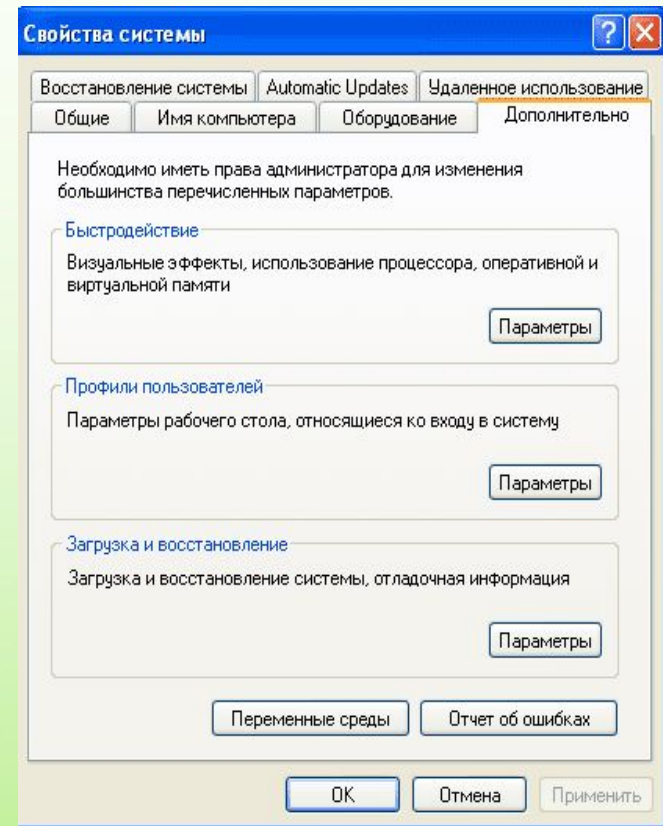 Свойства системы
Восстановление системы
Automatic Updates
Удаленное использование
Общие
Имя компьютера
Оборудование
Дополнительно
Необходимо иметь права администратора для изменения
большинства перечисленных параметров.
Быстродействие
Визуальные эффекты, использование процессора, оперативной и
виртуальной памяти
Параметры
Профили пользователей
Параметры рабочего стола, относящиеся ко входу в систему
Параметры
Загрузка и восстановление
Загрузка и восстановление системы, отладочная информация
Параметры
Переменные среды
Отчет об ошибках
OK
Отмена
Применить